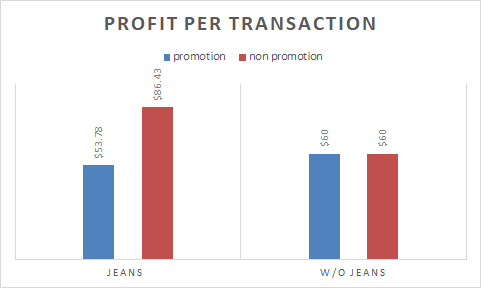 PROFIT PER TRANSACTION
promotion non promotion
$53.78 $86.43 $60 $60
JEANS W/O JEANS